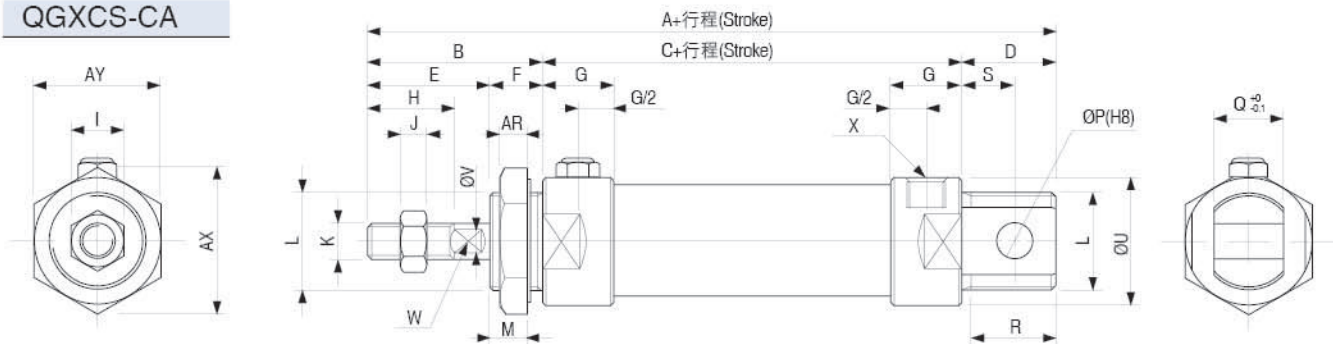 QGXCS-CA
A+行程(Stroke)
B
C+行程(Stroke)
D
AY
E
F
G
G
S
Q +0 -0.1
H
G/2
G/2
I
J
AR
X
ØP(H8)
ØV
AX
L
K
L
ØU
W
M
R